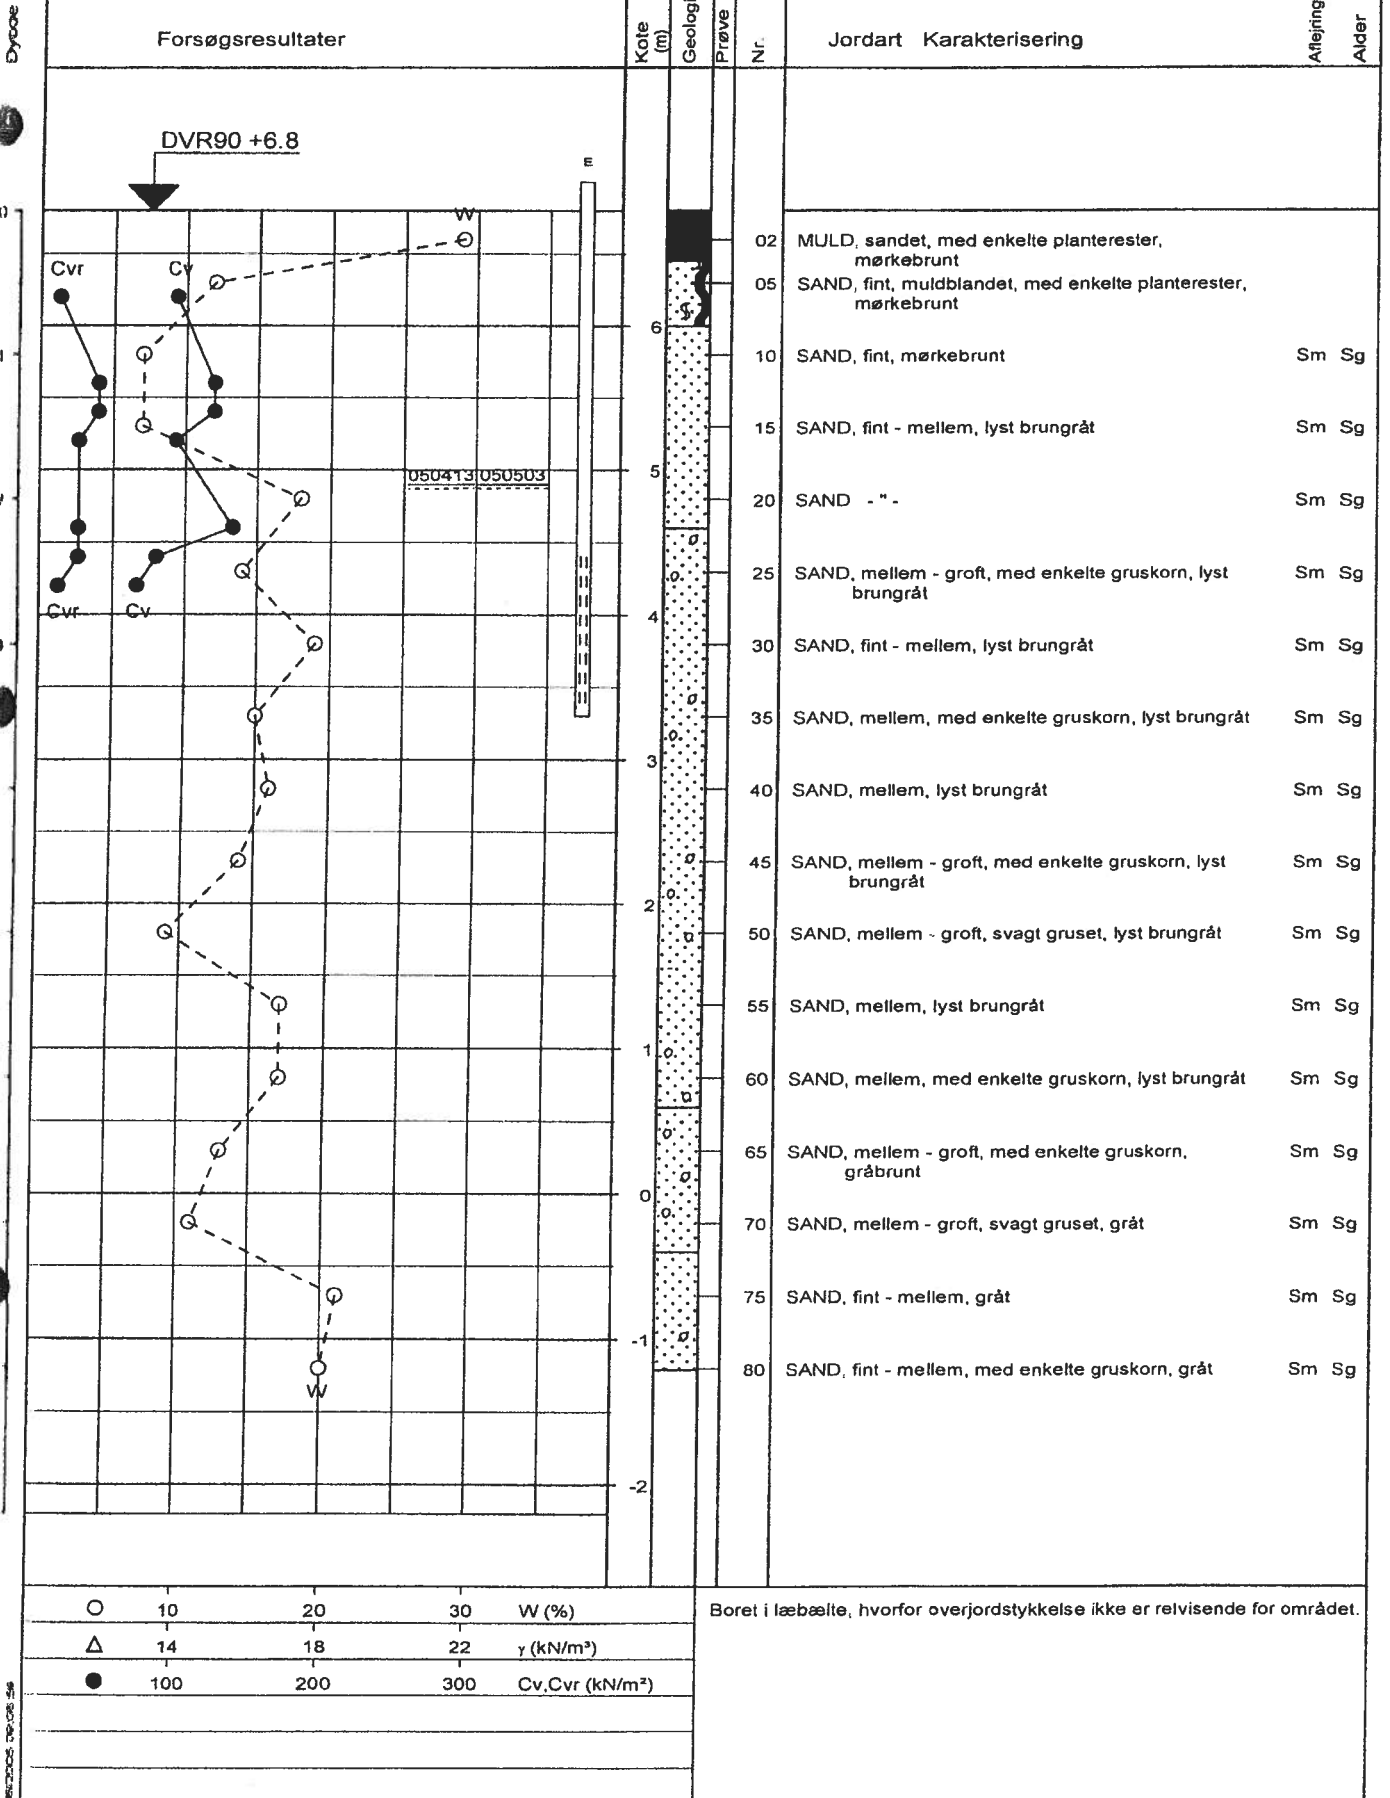 Dybde
Forsøgsresultater
Kote
(m)
Geologi
Prøve
Nr.
Jordart Karakterisering
Aflejring
Alder
DVR90 +6.8
W
Cvr
Cv
02 MULD, sandet, med enkelte planterester,
mørkebrunt
05 SAND, fint, muldblandet, med enkelte planterester,
mørkebrunt
6
10 SAND, fint, mørkebrunt Sm Sg
15 SAND, fint - mellem, lyst brungråt Sm Sg
5
050413 050503
20 SAND - " - Sm Sg
25 SAND, mellem - groft, med enkelte gruskorn, lyst Sm Sg
brungråt
Cvr Cv
4
30 SAND, fint - mellem, lyst brungråt Sm Sg
35 SAND, mellem, med enkelte gruskorn, lyst brungråt Sm Sg
3
40 SAND, mellem, lyst brungråt Sm Sg
45 SAND, mellem - groft, med enkelte gruskorn, lyst Sm Sg
brungråt
2
50 SAND, mellem - groft, svagt gruset, lyst brungråt Sm Sg
55 SAND, mellem, lyst brungråt Sm Sg
1
60 SAND, mellem, med enkelte gruskorn, lyst brungråt Sm Sg
65 SAND, mellem - groft, med enkelte gruskorn, Sm Sg
gråbrunt
0
70 SAND, mellem - groft, svagt gruset, gråt Sm Sg
75 SAND, fint - mellem, gråt Sm Sg
-1
80 SAND, fint - mellem, med enkelte gruskorn, gråt Sm Sg
W
-2
10 20 30 W (%)
14 18 22 γ (kN/m³)
100 200 300 Cv,Cvr (kN/m²)
Boret i læbælte, hvorfor overjordstykkelse ikke er relvisende for området.